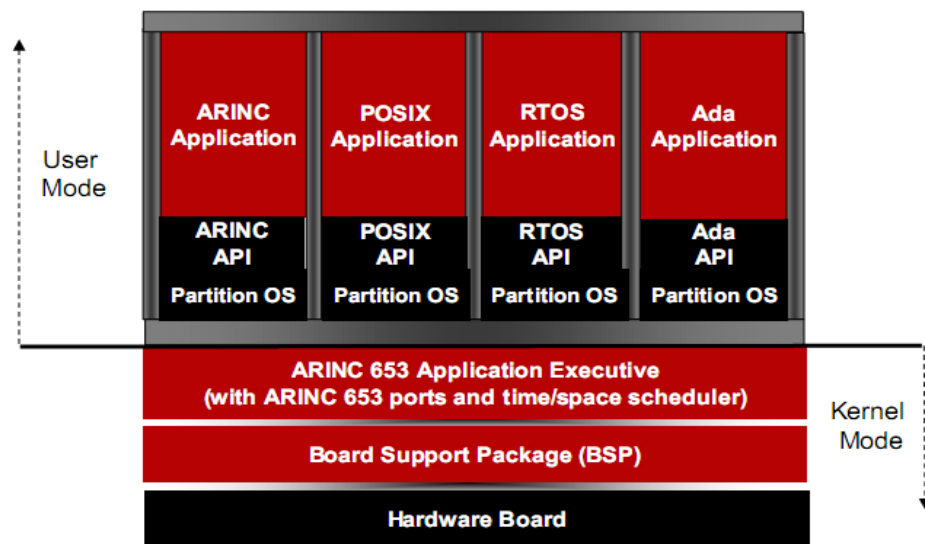 ARINC
Application
POSIX
Application
RTOS
Application
Ada
Application
User
Mode
ARINC
API
POSIX
API
RTOS
API
Ada
API
Partition OS
Partition OS
Partition OS
Partition OS
ARINC 653 Application Executive
(with ARINC 653 ports and time/space scheduler)
Kernel
Mode
Board Support Package (BSP)
Hardware Board